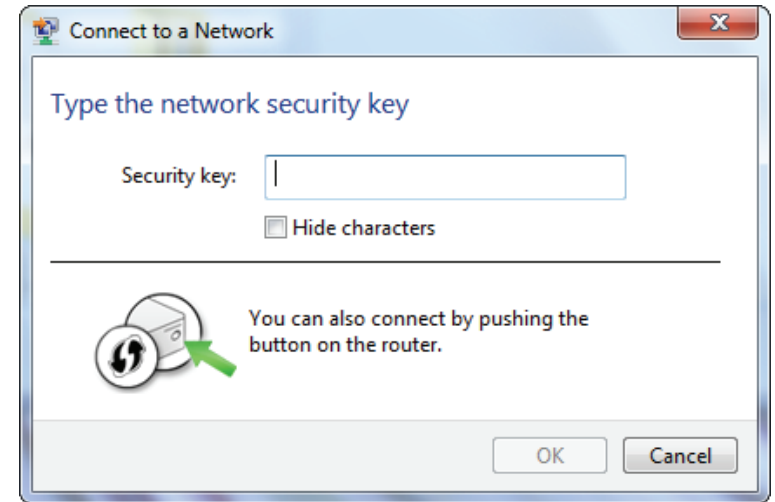 Connect to a Network
Type the network security key
Security key:
Hide characters
You can also connect by pushing the
button on the router.
OK
Cancel